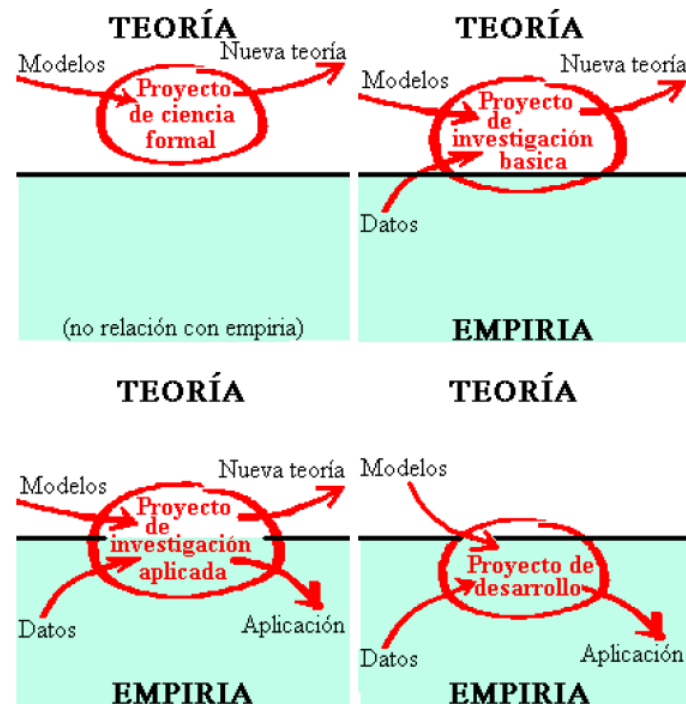 TEORÍA
Modelos
Nueva teoría
Proyecto
de ciencia
formal
(no relación con empiria)
TEORÍA
Modelos
Nueva teoría
Proyecto
de
investigación
basica
Datos
EMPIRIA
TEORÍA
Modelos
Nueva teoría
Proyecto
de
investigación
aplicada
Datos
Aplicación
EMPIRIA
TEORÍA
Modelos
Proyecto de
desarrollo
Datos
Aplicación
EMPIRIA